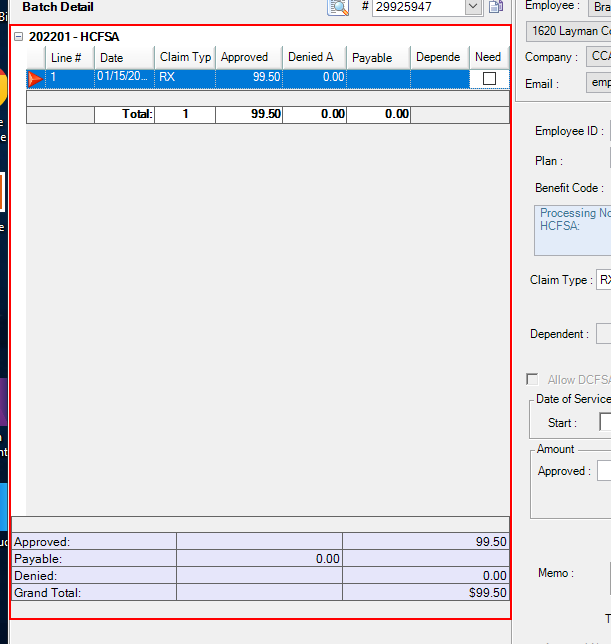 Batch Detail
# 29925947
202201 - HCFSA
Line # Date Claim Typ Approved Denied A Payable Depende Need
1 01/15/20... RX 99.50 0.00
Total: 1 99.50 0.00 0.00
Approved: 99.50
Payable: 0.00
Denied: 0.00
Grand Total: $99.50
Employee : Bra
1620 Layman Co
Company : CCA
Email : emp
Employee ID :
Plan :
Benefit Code :
Processing No
HCFSA:
Claim Type : RX
Dependent :
Allow DCFSA
Date of Service
Start :
Amount
Approved :
Memo :